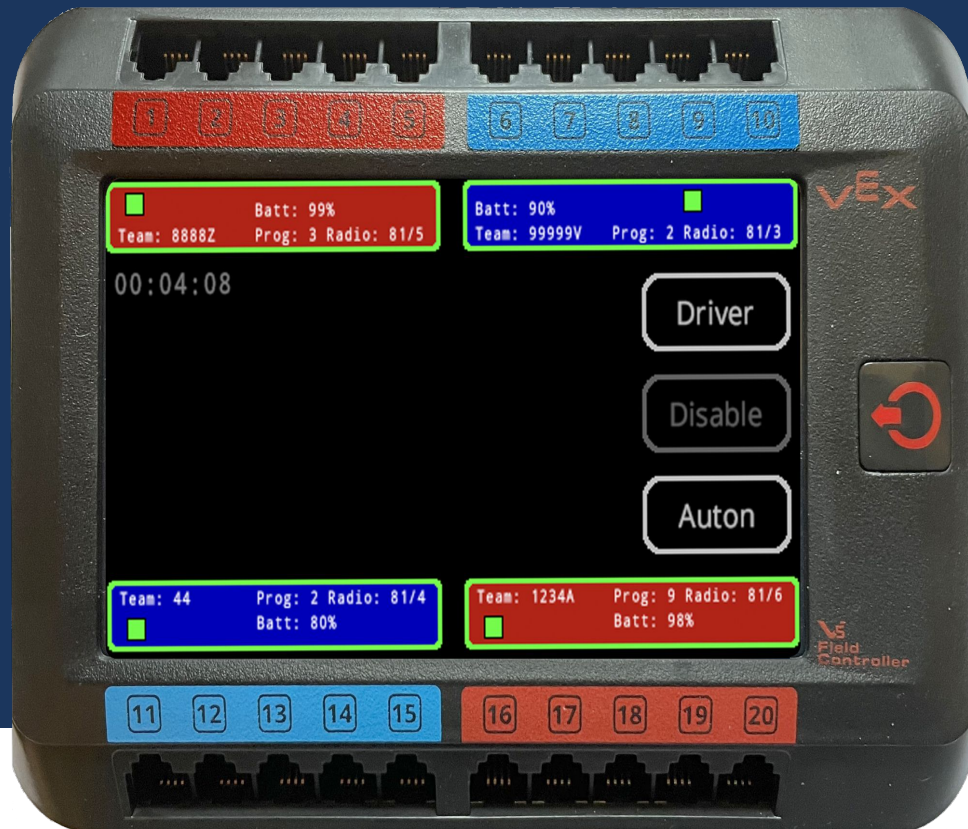 1 2 3 4 5 6 7 8 9 10
VEX
Batt: 99%
Team: 8888Z Prog: 3 Radio: 81/5
Batt: 90%
Team: 99999V Prog: 2 Radio: 81/3
00:04:08
Driver
Disable
Auton
Team: 44 Prog: 2 Radio: 81/4
Batt: 80%
Team: 1234A Prog: 9 Radio: 81/6
Batt: 98%
V5
Field
Controller
11 12 13 14 15 16 17 18 19 20